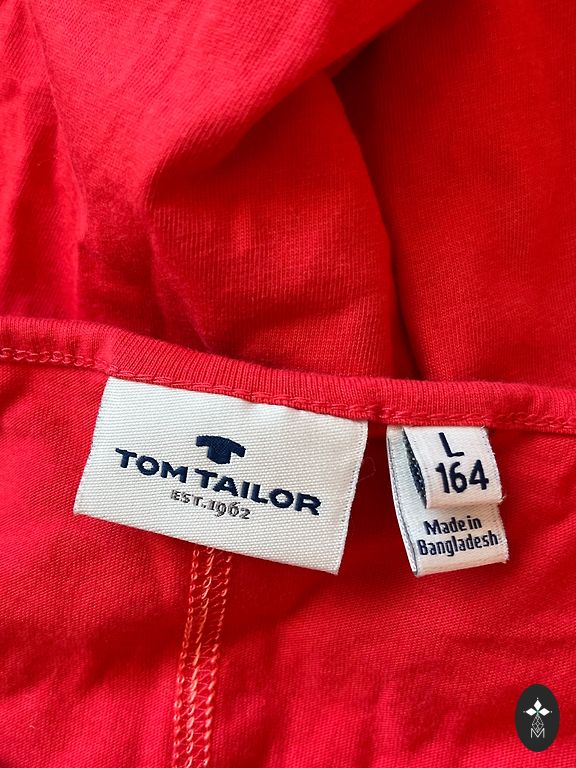 TOM TAILOR
EST.1962
L
164
Made in
Bangladesh
M